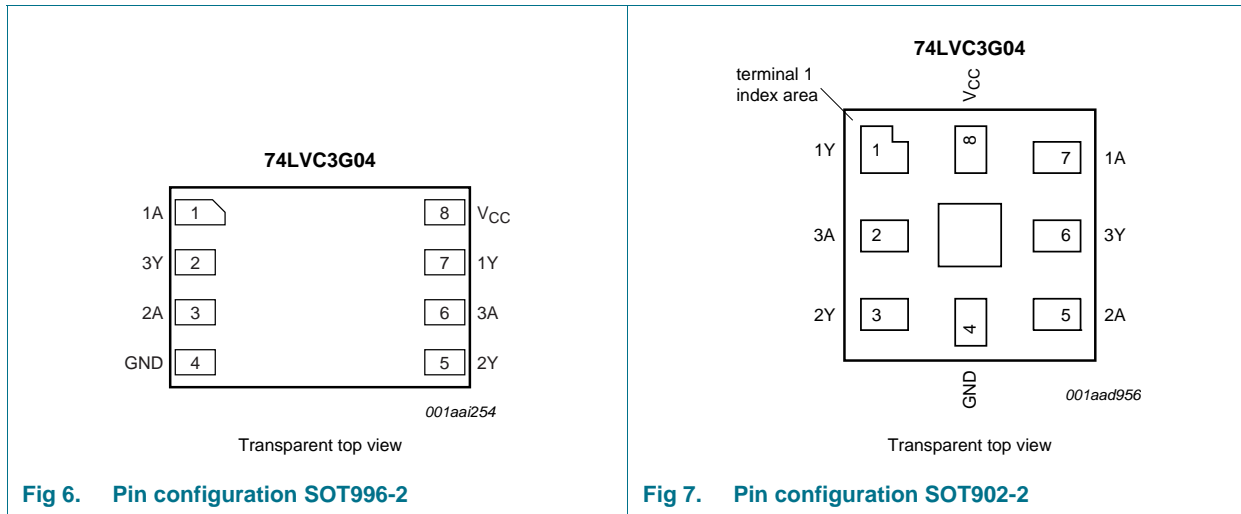 74LVC3G04
1A 1 8 VCC
3Y 2 7 1Y
2A 3 6 3A
GND 4 5 2Y
001aai254
Transparent top view
Fig 6. Pin configuration SOT996-2
74LVC3G04
terminal 1
index area
VCC
1Y 1 8 7 1A
3A 2 6 3Y
2Y 3 4 5 2A
GND
001aad956
Transparent top view
Fig 7. Pin configuration SOT902-2